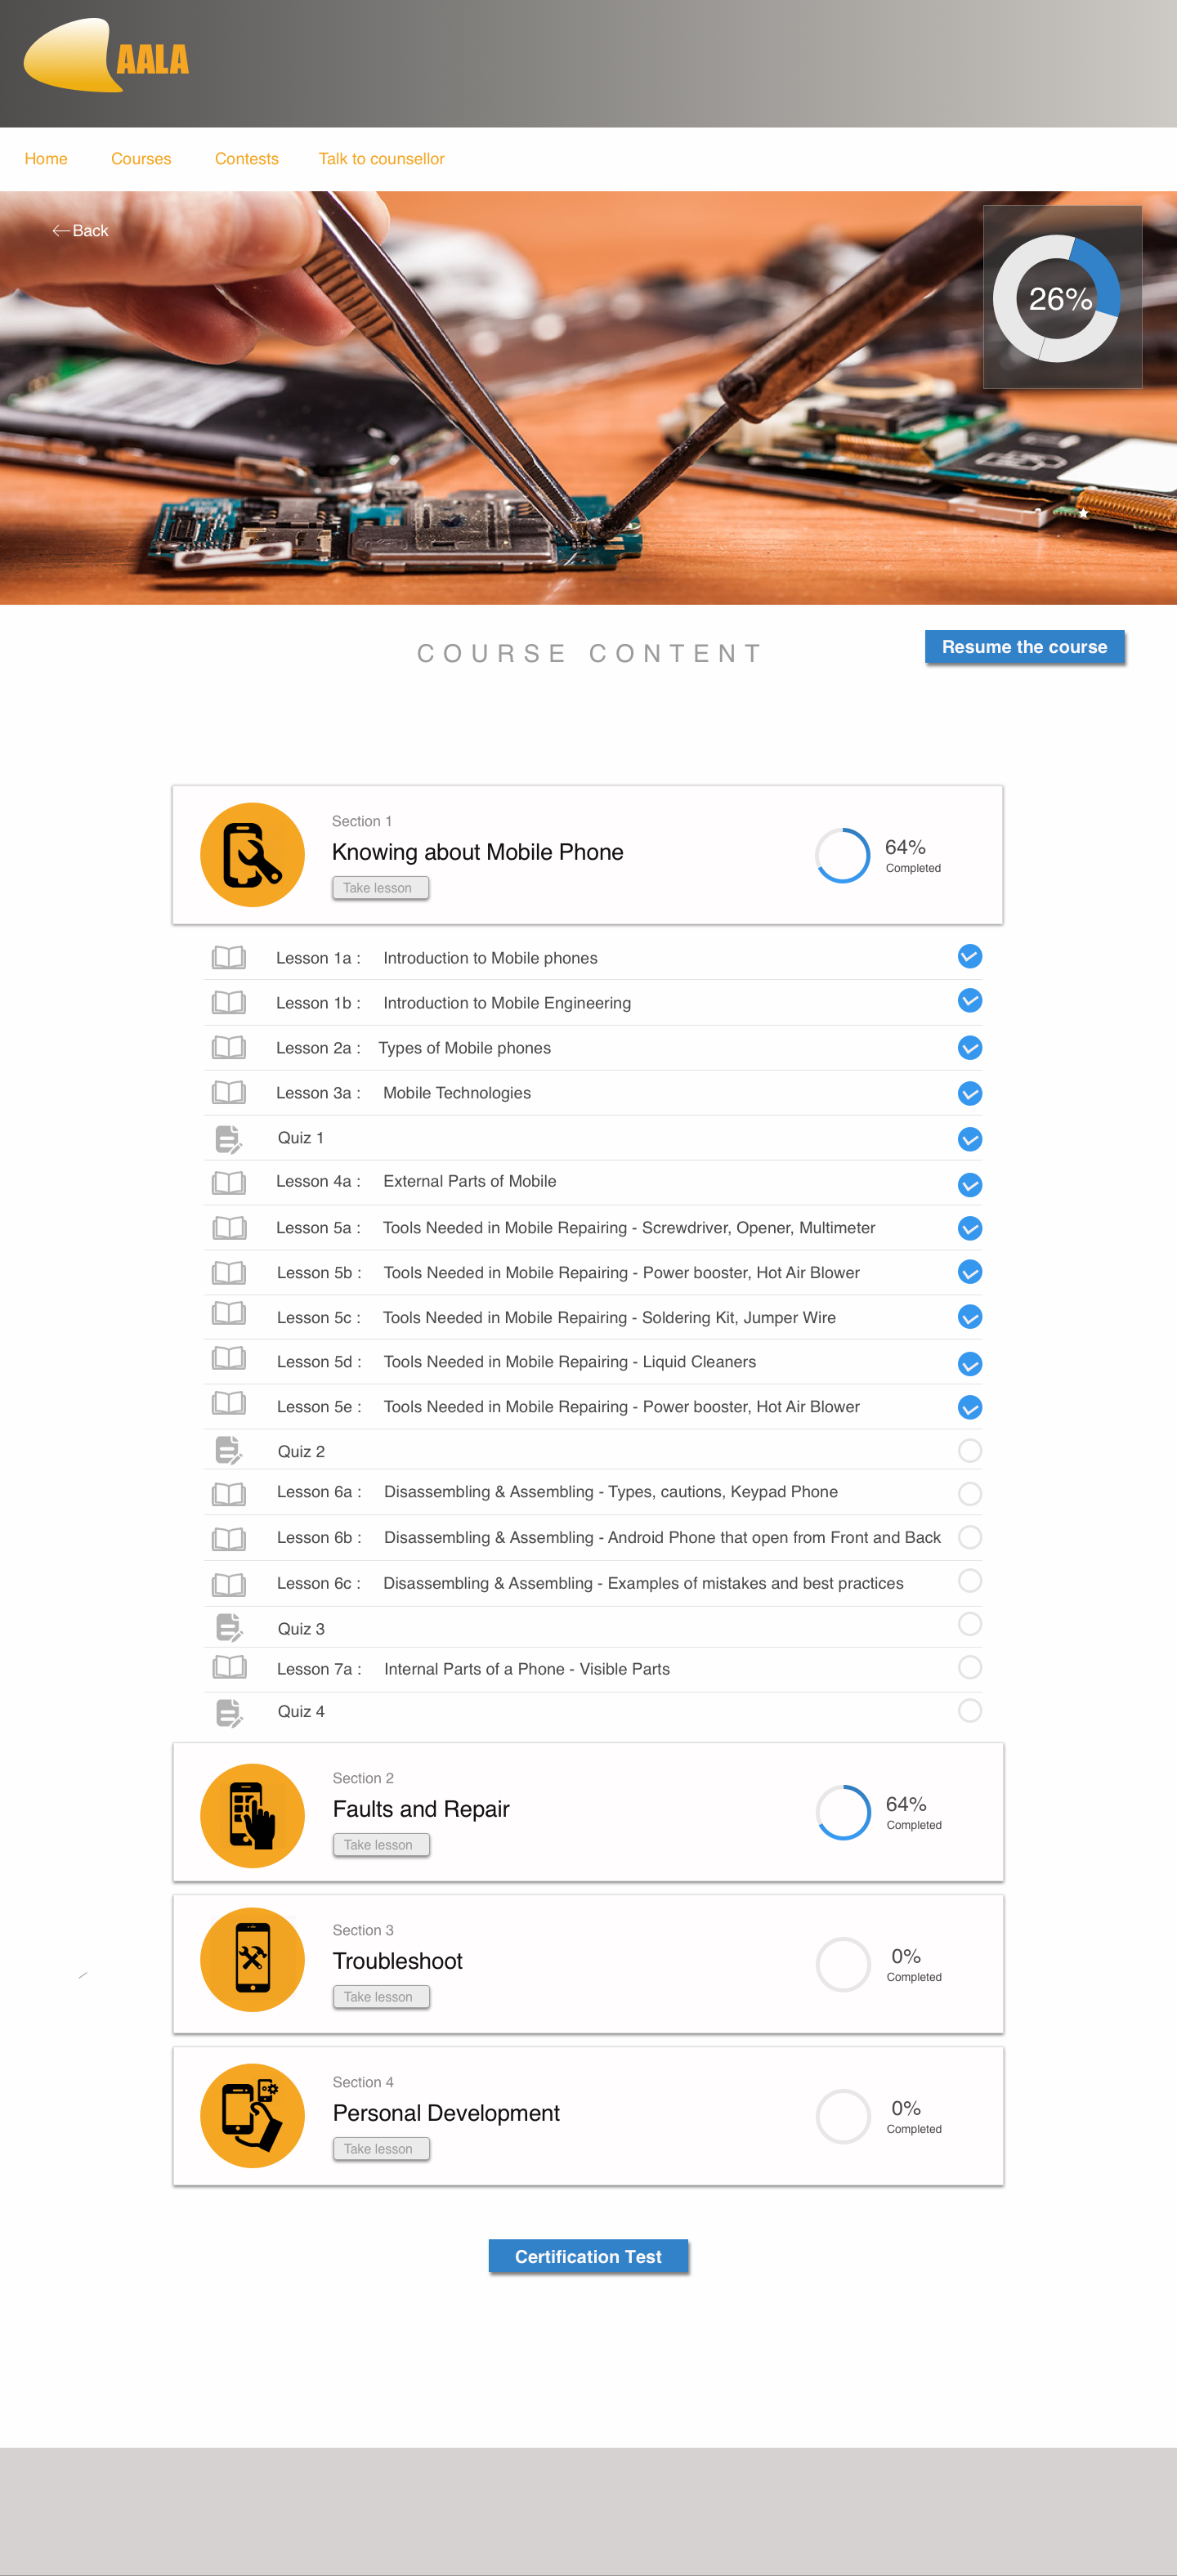 AALA
Home Courses Contests Talk to counsellor
Back
26%
COURSE CONTENT
Resume the course
Section 1
Knowing about Mobile Phone
Take lesson
64%
Completed
Lesson 1a : Introduction to Mobile phones
Lesson 1b : Introduction to Mobile Engineering
Lesson 2a : Types of Mobile phones
Lesson 3a : Mobile Technologies
Quiz 1
Lesson 4a : External Parts of Mobile
Lesson 5a : Tools Needed in Mobile Repairing - Screwdriver, Opener, Multimeter
Lesson 5b : Tools Needed in Mobile Repairing - Power booster, Hot Air Blower
Lesson 5c : Tools Needed in Mobile Repairing - Soldering Kit, Jumper Wire
Lesson 5d : Tools Needed in Mobile Repairing - Liquid Cleaners
Lesson 5e : Tools Needed in Mobile Repairing - Power booster, Hot Air Blower
Quiz 2
Lesson 6a : Disassembling & Assembling - Types, cautions, Keypad Phone
Lesson 6b : Disassembling & Assembling - Android Phone that open from Front and Back
Lesson 6c : Disassembling & Assembling - Examples of mistakes and best practices
Quiz 3
Lesson 7a : Internal Parts of a Phone - Visible Parts
Quiz 4
Section 2
Faults and Repair
Take lesson
64%
Completed
Section 3
Troubleshoot
Take lesson
0%
Completed
Section 4
Personal Development
Take lesson
0%
Completed
Certification Test